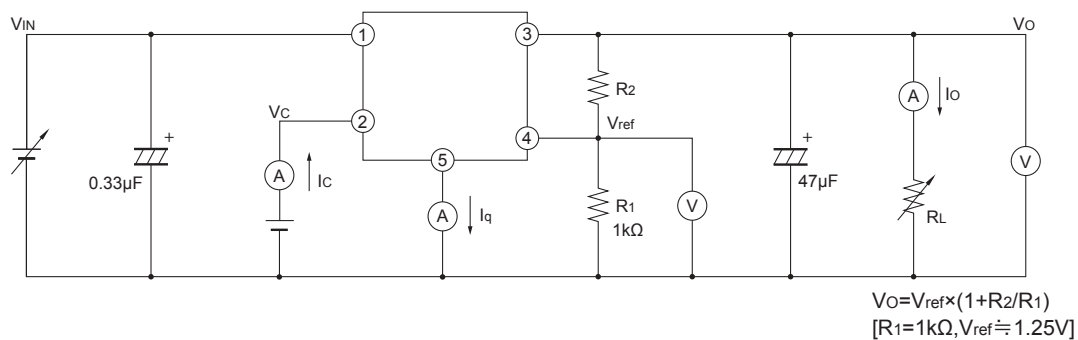 VIN
VO
1
3
R2
A
IO
VC
2
4
Vref
+
+
5
0.33µF
A
IC
A
Iq
R1
1kΩ
V
47µF
V
RL
VO=Vref×(1+R2/R1)
[R1=1kΩ,Vref≒1.25V]